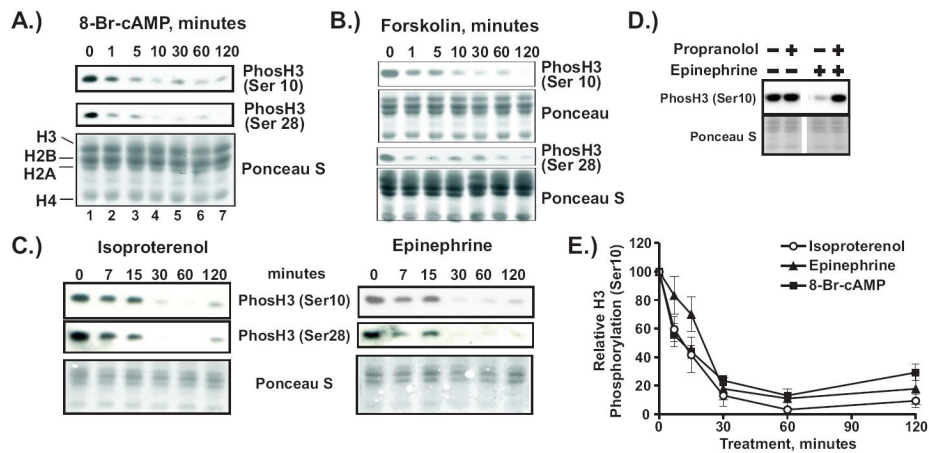 A.)
8-Br-cAMP, minutes
0 1 5 10 30 60 120
PhosH3
(Ser 10)
PhosH3
(Ser 28)
H3
H2B
H2A
H4
Ponceau S
1 2 3 4 5 6 7
B.)
Forskolin, minutes
0 1 5 10 30 60 120
PhosH3
(Ser 10)
Ponceau
PhosH3
(Ser 28)
Ponceau S
D.)
Propranolol − + − +
Epinephrine − − + +
PhosH3 (Ser10)
Ponceau S
C.)
Isoproterenol
0 7 15 30 60 120
minutes
Epinephrine
0 7 15 30 60 120
PhosH3 (Ser10)
PhosH3 (Ser28)
Ponceau S
E.)
Relative H3
Phosphorylation (Ser10)
120
100
80
60
40
20
0
0 30 60 90 120
Treatment, minutes
Isoproterenol
Epinephrine
8-Br-cAMP